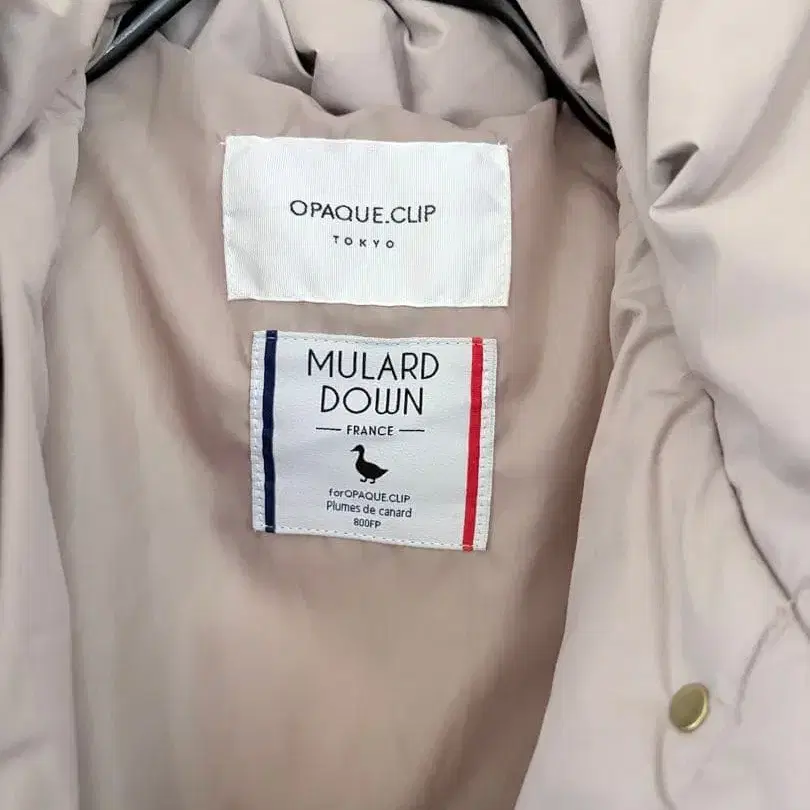 OPAQUE.CLIP
TOKYO
MULARD
DOWN
FRANCE
forOPAQUE.CLIP
Plumes de canard
800FP